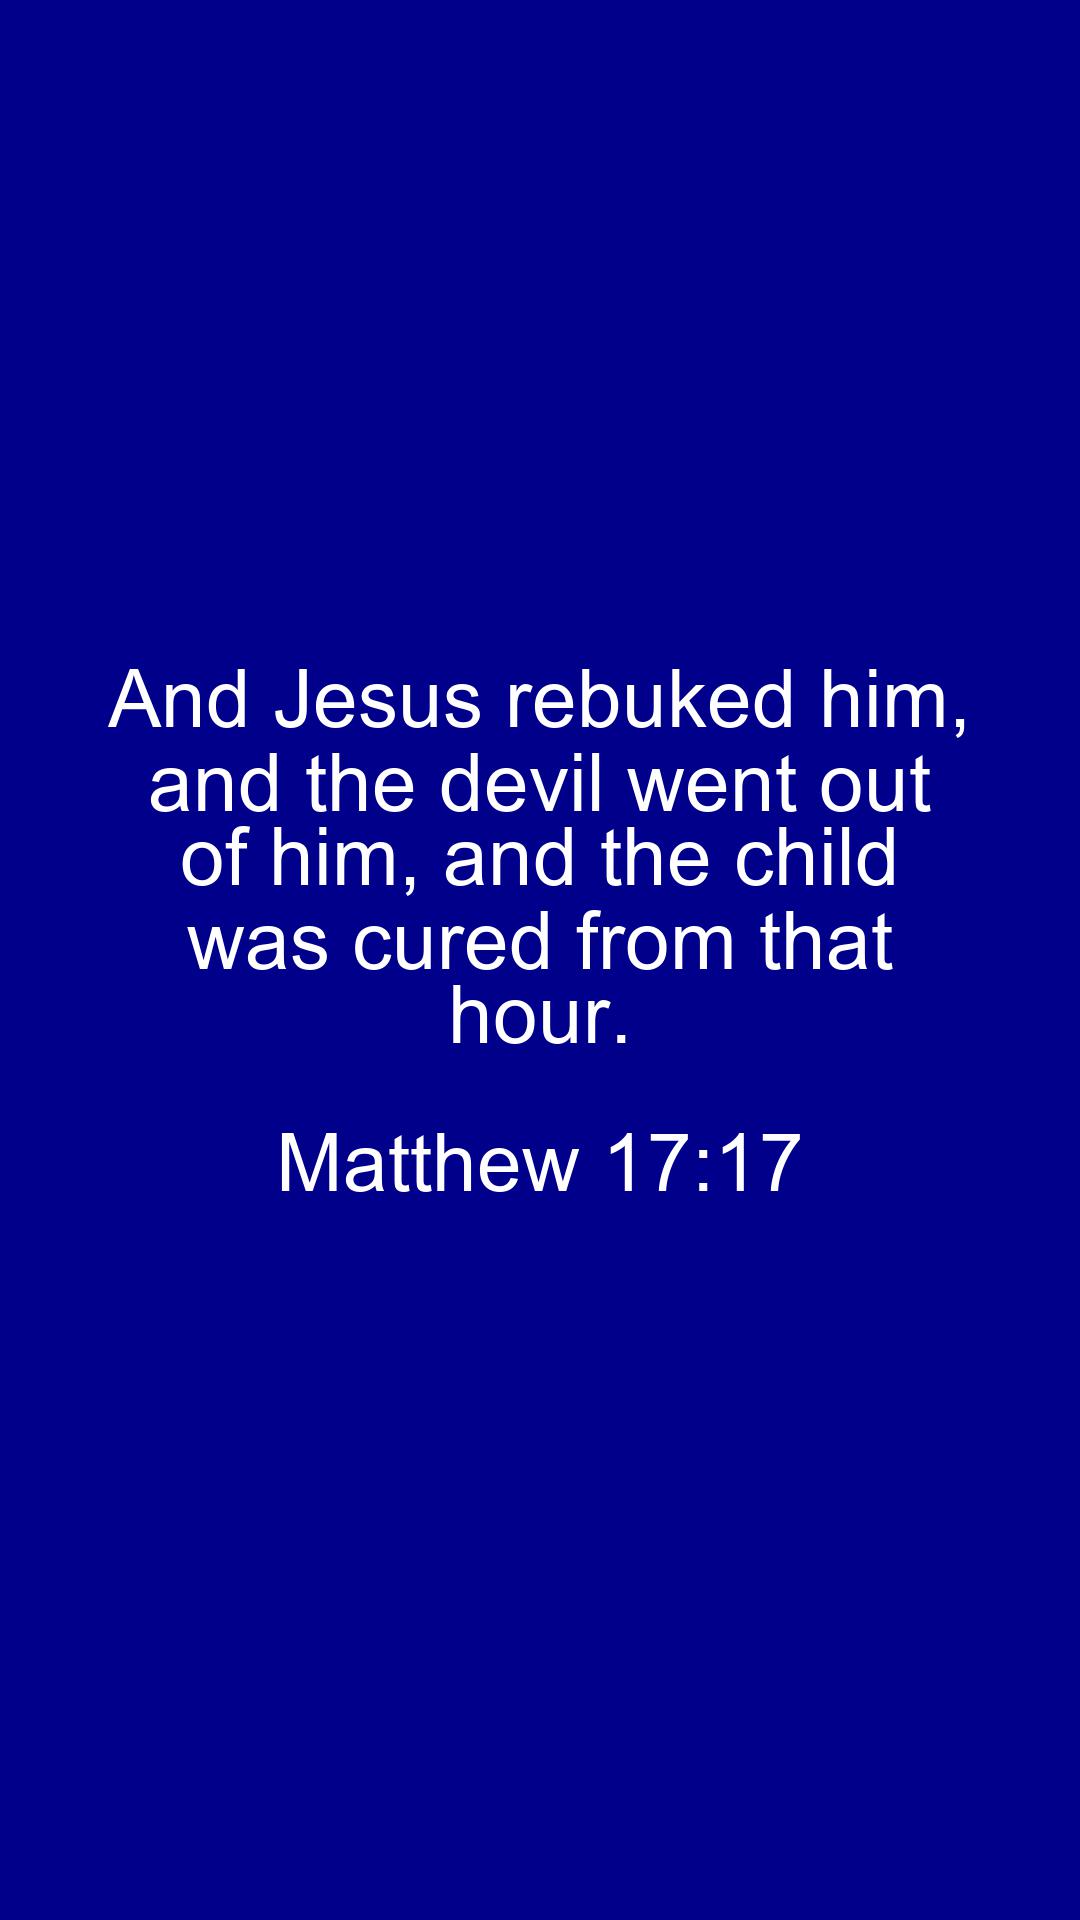 And Jesus rebuked him,
and the devil went out
of him, and the child
was cured from that
hour.
Matthew 17:17